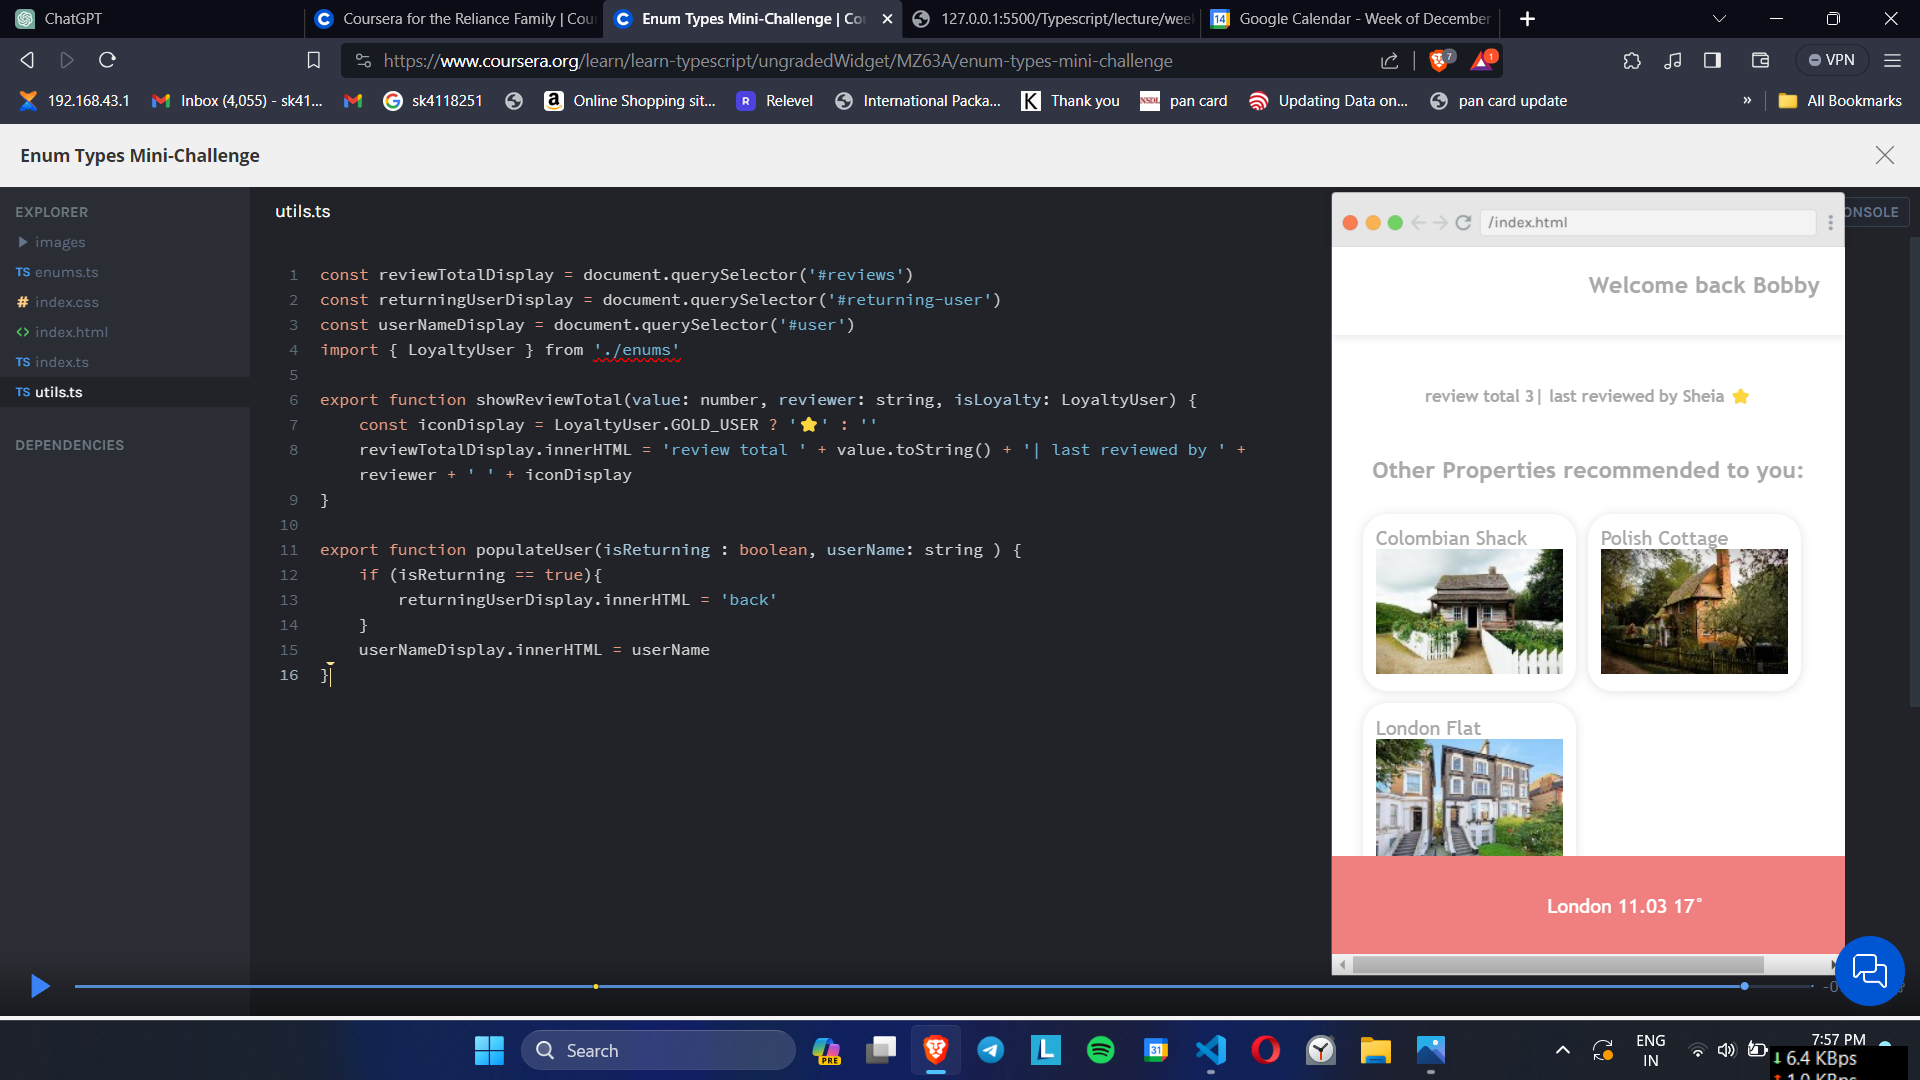 ChatGPT
Coursera for the Reliance Family | Cou
Enum Types Mini-Challenge | Co
127.0.0.1:5500/Typescript/lecture/wee
Google Calendar - Week of December
https://www.coursera.org/learn/learn-typescript/ungradedWidget/MZ63A/enum-types-mini-challenge
7
1
VPN
192.168.43.1
Inbox (4,055) - sk41...
sk4118251
Online Shopping sit...
Relevel
International Packa...
Thank you
pan card
Updating Data on...
pan card update
»
All Bookmarks
Enum Types Mini-Challenge
EXPLORER
images
TS enums.ts
# index.css
<> index.html
TS index.ts
TS utils.ts
DEPENDENCIES
utils.ts
1 const reviewTotalDisplay = document.querySelector('#reviews')
2 const returningUserDisplay = document.querySelector('#returning-user')
3 const userNameDisplay = document.querySelector('#user')
4 import { LoyaltyUser } from './enums'
5
6 export function showReviewTotal(value: number, reviewer: string, isLoyalty: LoyaltyUser) {
7 const iconDisplay = LoyaltyUser.GOLD_USER ? '⭐' : ''
8 reviewTotalDisplay.innerHTML = 'review total ' + value.toString() + '| last reviewed by ' +
reviewer + ' ' + iconDisplay
9 }
10
11 export function populateUser(isReturning : boolean, userName: string ) {
12 if (isReturning == true){
13 returningUserDisplay.innerHTML = 'back'
14 }
15 userNameDisplay.innerHTML = userName
16 }
ONSOLE
/index.html
Welcome back Bobby
review total 3| last reviewed by Sheia ⭐
Other Properties recommended to you:
Colombian Shack
Polish Cottage
London Flat
London 11.03 17°
Search
PRE
31
ENG
IN
7:57 PM
6.4 KBps
1.0 KBps